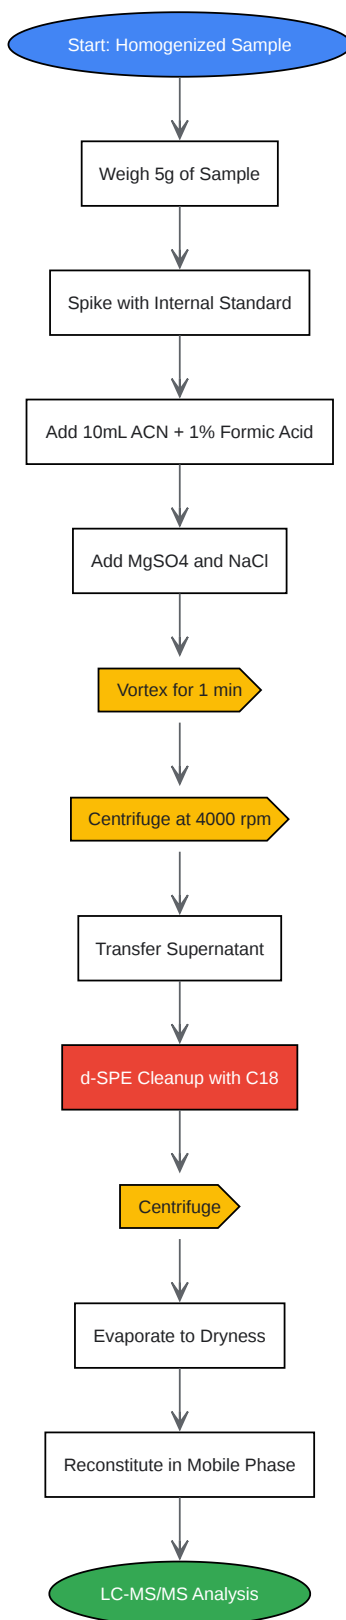 Start: Homogenized Sample
Weigh 5g of Sample
Spike with Internal Standard
Add 10mL ACN + 1% Formic Acid
Add MgSO4 and NaCl
Vortex for 1 min
Centrifuge at 4000 rpm
Transfer Supernatant
d-SPE Cleanup with C18
Centrifuge
Evaporate to Dryness
Reconstitute in Mobile Phase
LC-MS/MS Analysis